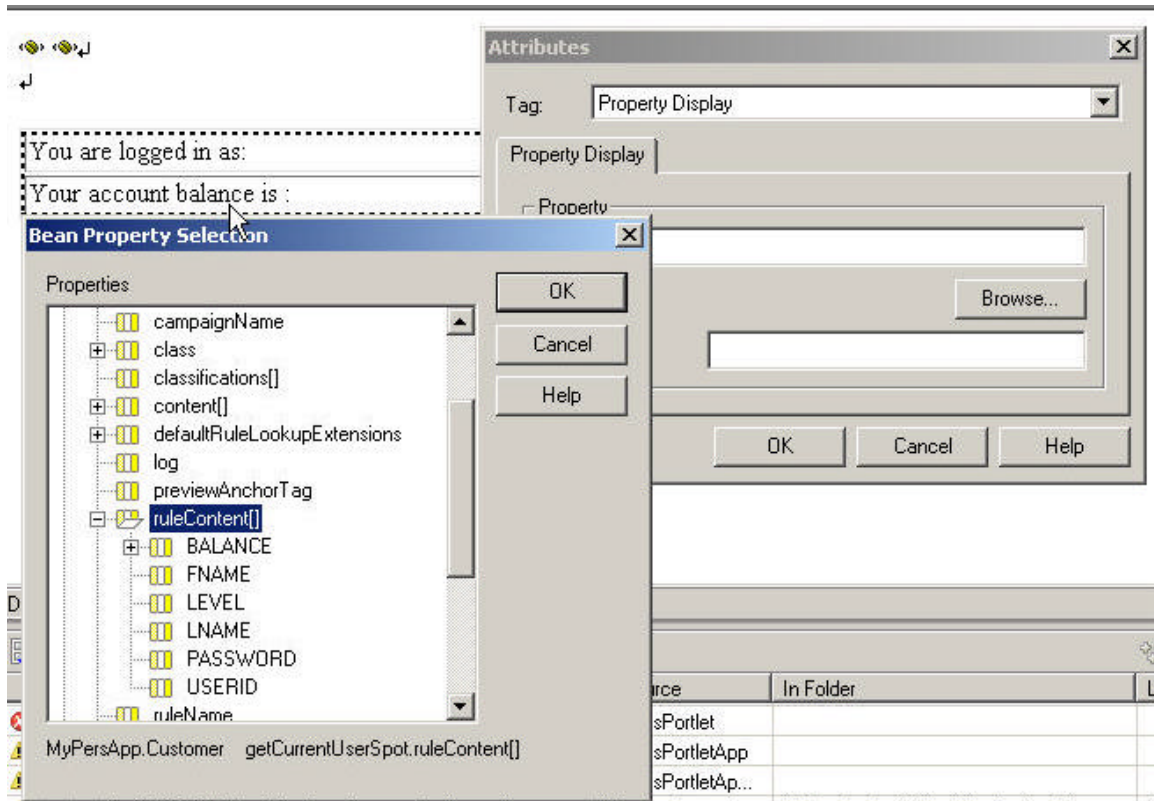 Attributes
Tag: Property Display
Property Display
Property
Browse...
OK Cancel Help
You are logged in as:
Your account balance is :
Bean Property Selection
Properties
OK
Cancel
Help
campaignName
class
classifications[]
content[]
defaultRuleLookupExtensions
log
previewAnchorTag
ruleContent[]
BALANCE
FNAME
LEVEL
LNAME
PASSWORD
USERID
ruleName
MyPersApp.Customer getCurrentUserSpot.ruleContent[]
D
rce In Folder L
sPortlet
sPortletApp
sPortletAp...